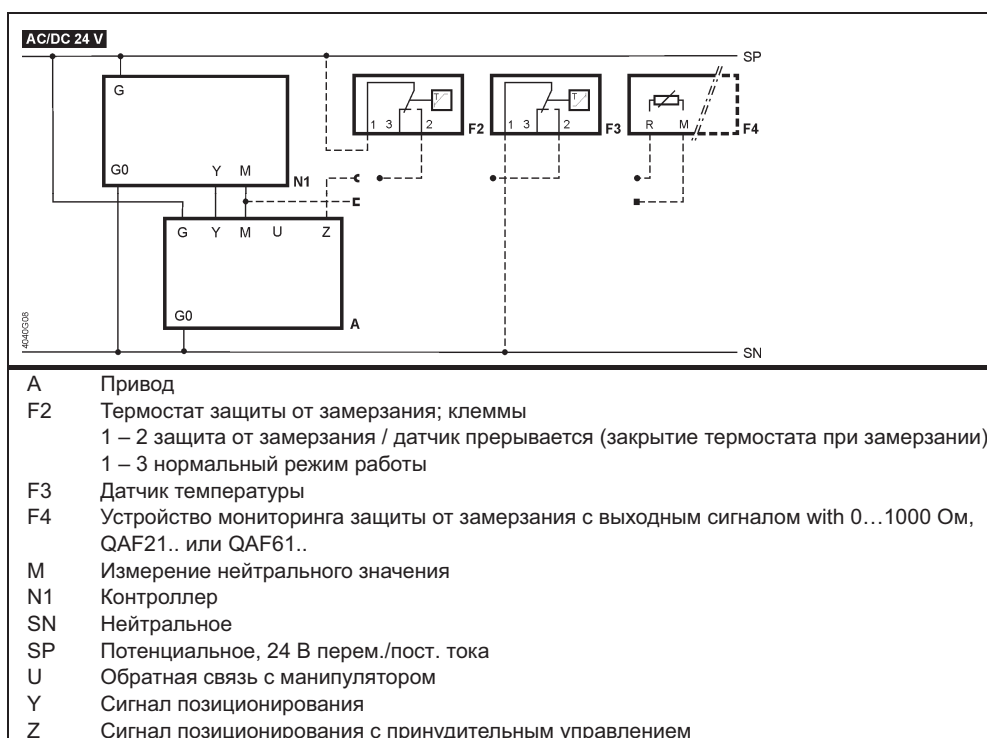 AC/DC 24 V
SP
G
T
T
1 3 2 F2
1 3 2 F3
R M F4
G0 Y M N1
G Y M U Z
G0 A
4040G08
SN
A Привод
F2 Термостат защиты от замерзания; клеммы
1 – 2 защита от замерзания / датчик прерывается (закрытие термостата при замерзании)
1 – 3 нормальный режим работы
F3 Датчик температуры
F4 Устройство мониторинга защиты от замерзания с выходным сигналом with 0…1000 Ом,
QAF21.. или QAF61..
M Измерение нейтрального значения
N1 Контроллер
SN Нейтральное
SP Потенциальное, 24 В перем./пост. тока
U Обратная связь с манипулятором
Y Сигнал позиционирования
Z Сигнал позиционирования с принудительным управлением